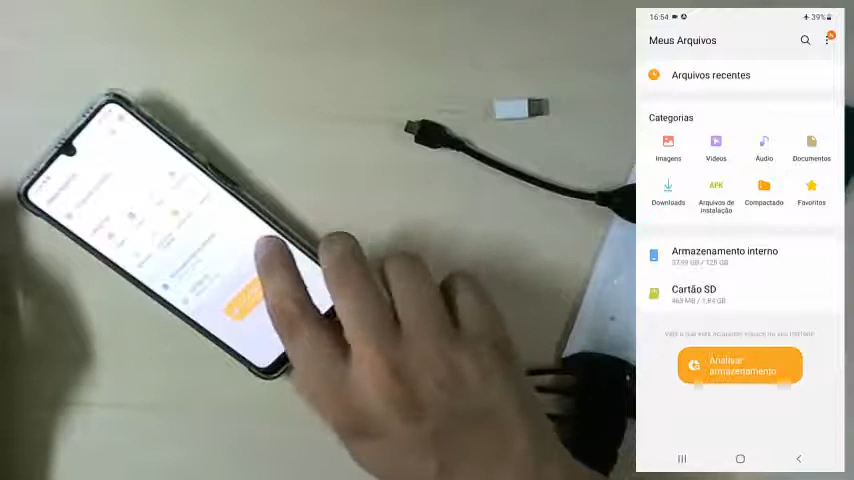 16:54
39%
Meus Arquivos
N
Arquivos recentes
Categorias
Imagens
Vídeos
Áudio
Documentos
Downloads
APK
Arquivos de
instalação
Compactado
Favoritos
Armazenamento interno
37,99 GB / 128 GB
Cartão SD
463 MB / 1,84 GB
Analisar
armazenamento